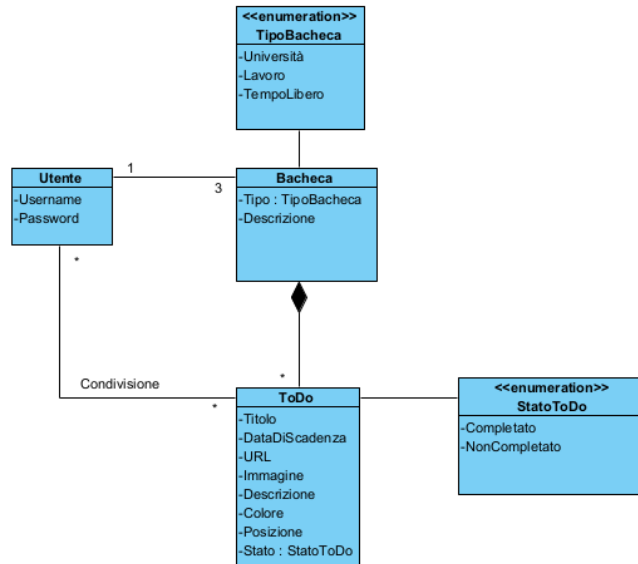 <<enumeration>>
TipoBacheca
-Università
-Lavoro
-TempoLibero
Utente
-Username
-Password
1
3
Bacheca
-Tipo : TipoBacheca
-Descrizione
*
Condivisione
*
*
ToDo
-Titolo
-DataDiScadenza
-URL
-Immagine
-Descrizione
-Colore
-Posizione
-Stato : StatoToDo
<<enumeration>>
StatoToDo
-Completato
-NonCompletato